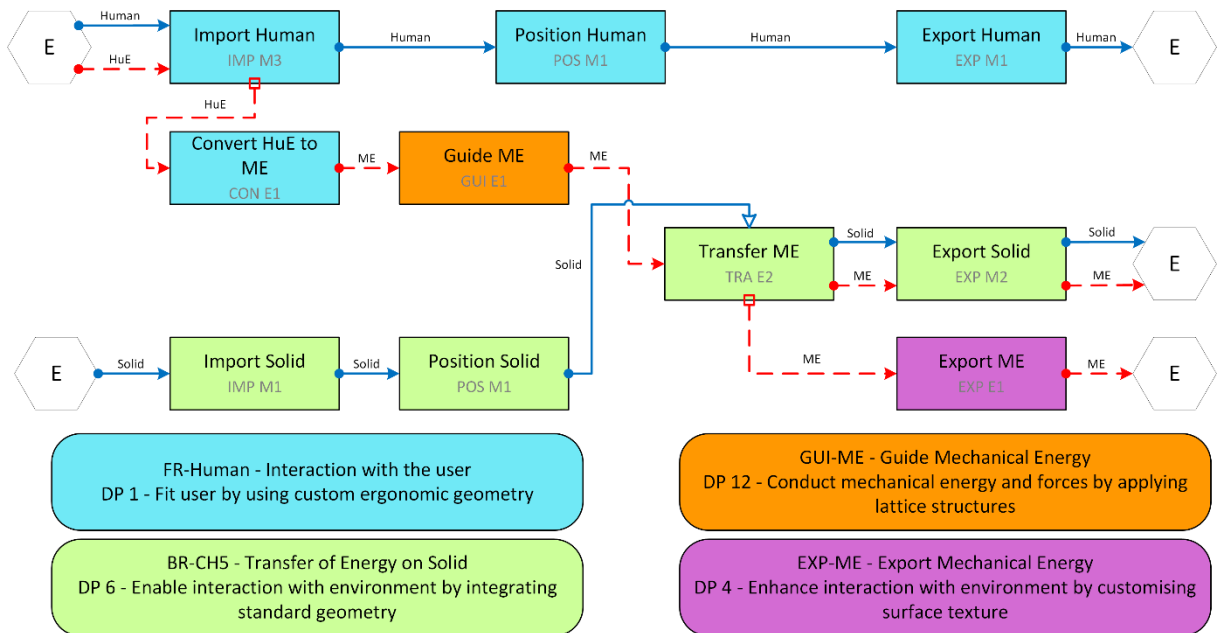 Human
E
HuE
Import Human
IMP M3
Human
Position Human
POS M1
Human
Export Human
EXP M1
Human
E
HuE
Convert HuE to
ME
CON E1
ME
Guide ME
GUI E1
ME
Solid
Transfer ME
TRA E2
Solid
ME
Export Solid
EXP M2
Solid
ME
E
E
Solid
Import Solid
IMP M1
Solid
Position Solid
POS M1
ME
Export ME
EXP E1
ME
E
FR-Human - Interaction with the user
DP 1 - Fit user by using custom ergonomic geometry
GUI-ME - Guide Mechanical Energy
DP 12 - Conduct mechanical energy and forces by applying
lattice structures
BR-CH5 - Transfer of Energy on Solid
DP 6 - Enable interaction with environment by integrating
standard geometry
EXP-ME - Export Mechanical Energy
DP 4 - Enhance interaction with environment by customising
surface texture